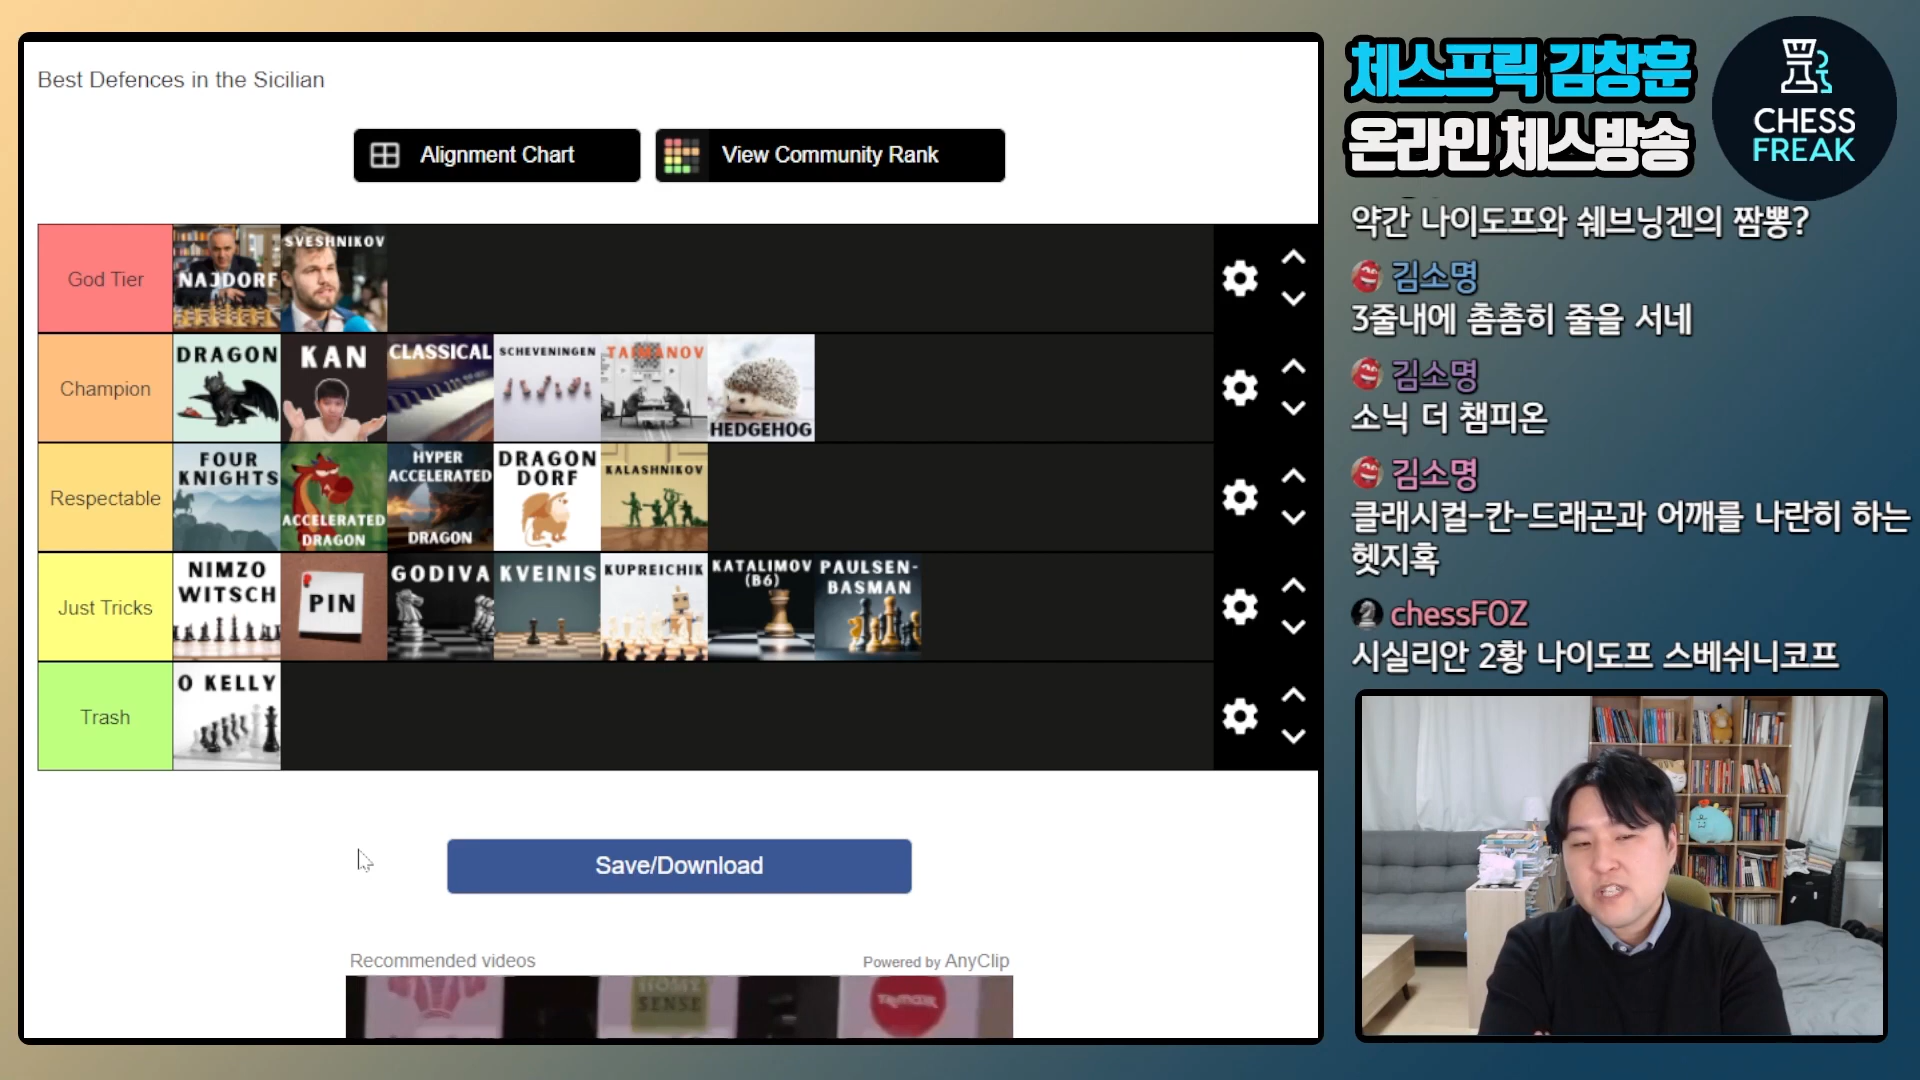 Best Defences in the Sicilian
Alignment Chart
View Community Rank
God Tier
NAJDORF
SVESHNIKOV
Champion
DRAGON
KAN
CLASSICAL
SCHEVENINGEN
TAIMANOV
HEDGEHOG
Respectable
FOUR
KNIGHTS
ACCELERATED
DRAGON
HYPER
ACCELERATED
DRAGON
DRAGON
DORF
KALASHNIKOV
Just Tricks
NIMZO
WITSCH
PIN
GODIVA
KVEINIS
KUPREICHIK
KATALIMOV
(B6)
PAULSEN-
BASMAN
Trash
O KELLY
Save/Download
Recommended videos
Powered by AnyClip
HOME
SENSE
체스프릭 김창훈
온라인 체스방송
CHESS
FREAK
약간 나이도프와 쉐브닝겐의 짬뽕?
김소명
3줄내에 촘촘히 줄을 서네
김소명
소닉 더 챔피온
김소명
클래시컬-칸-드래곤과 어깨를 나란히 하는
헷지혹
chessFOZ
시실리안 2황 나이도프 스베쉬니코프